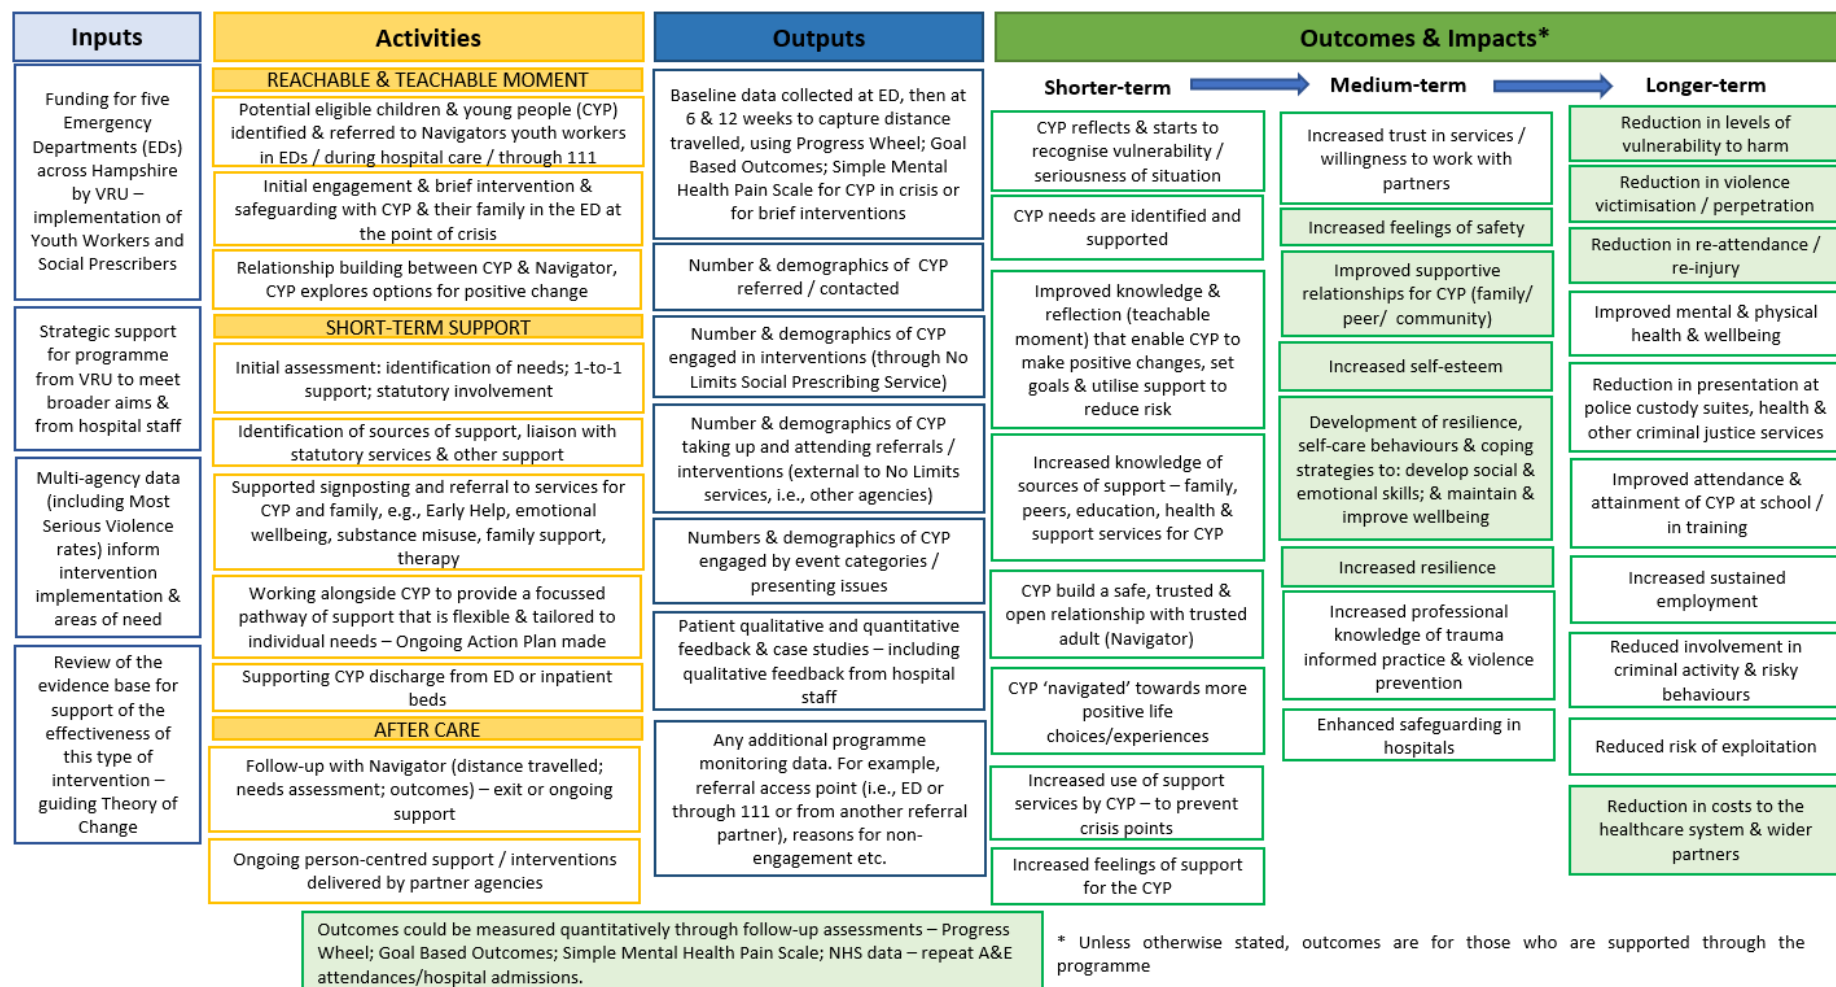 Inputs
Funding for five
Emergency
Departments (EDs)
across Hampshire
by VRU –
implementation of
Youth Workers and
Social Prescribers
Strategic support
for programme
from VRU to meet
broader aims &
from hospital staff
Multi-agency data
(including Most
Serious Violence
rates) inform
intervention
implementation &
areas of need
Review of the
evidence base for
support of the
effectiveness of
this type of
intervention –
guiding Theory of
Change
Activities
REACHABLE & TEACHABLE MOMENT
Potential eligible children & young people (CYP)
identified & referred to Navigators youth workers
in EDs / during hospital care / through 111
Initial engagement & brief intervention &
safeguarding with CYP & their family in the ED at
the point of crisis
Relationship building between CYP & Navigator,
CYP explores options for positive change
SHORT-TERM SUPPORT
Initial assessment: identification of needs; 1-to-1
support; statutory involvement
Identification of sources of support, liaison with
statutory services & other support
Supported signposting and referral to services for
CYP and family, e.g., Early Help, emotional
wellbeing, substance misuse, family support,
therapy
Working alongside CYP to provide a focussed
pathway of support that is flexible & tailored to
individual needs – Ongoing Action Plan made
Supporting CYP discharge from ED or inpatient
beds
AFTER CARE
Follow-up with Navigator (distance travelled;
needs assessment; outcomes) – exit or ongoing
support
Ongoing person-centred support / interventions
delivered by partner agencies
Outputs
Baseline data collected at ED, then at
6 & 12 weeks to capture distance
travelled, using Progress Wheel; Goal
Based Outcomes; Simple Mental
Health Pain Scale for CYP in crisis or
for brief interventions
Number & demographics of CYP
referred / contacted
Number & demographics of CYP
engaged in interventions (through No
Limits Social Prescribing Service)
Number & demographics of CYP
taking up and attending referrals /
interventions (external to No Limits
services, i.e., other agencies)
Numbers & demographics of CYP
engaged by event categories /
presenting issues
Patient qualitative and quantitative
feedback & case studies – including
qualitative feedback from hospital
staff
Any additional programme
monitoring data. For example,
referral access point (i.e., ED or
through 111 or from another referral
partner), reasons for non-
engagement etc.
Outcomes & Impacts*
Shorter-term
CYP reflects & starts to
recognise vulnerability /
seriousness of situation
CYP needs are identified and
supported
Improved knowledge &
reflection (teachable
moment) that enable CYP to
make positive changes, set
goals & utilise support to
reduce risk
Increased knowledge of
sources of support – family,
peers, education, health &
support services for CYP
CYP build a safe, trusted &
open relationship with trusted
adult (Navigator)
CYP ‘navigated’ towards more
positive life
choices/experiences
Increased use of support
services by CYP – to prevent
crisis points
Increased feelings of support
for the CYP
Medium-term
Increased trust in services /
willingness to work with
partners
Increased feelings of safety
Improved supportive
relationships for CYP (family/
peer/ community)
Increased self-esteem
Development of resilience,
self-care behaviours & coping
strategies to: develop social &
emotional skills; & maintain &
improve wellbeing
Increased resilience
Increased professional
knowledge of trauma
informed practice & violence
prevention
Enhanced safeguarding in
hospitals
Longer-term
Reduction in levels of
vulnerability to harm
Reduction in violence
victimisation / perpetration
Reduction in re-attendance /
re-injury
Improved mental & physical
health & wellbeing
Reduction in presentation at
police custody suites, health &
other criminal justice services
Improved attendance &
attainment of CYP at school /
in training
Increased sustained
employment
Reduced involvement in
criminal activity & risky
behaviours
Reduced risk of exploitation
Reduction in costs to the
healthcare system & wider
partners
Outcomes could be measured quantitatively through follow-up assessments – Progress
Wheel; Goal Based Outcomes; Simple Mental Health Pain Scale; NHS data – repeat A&E
attendances/hospital admissions.
* Unless otherwise stated, outcomes are for those who are supported through the
programme